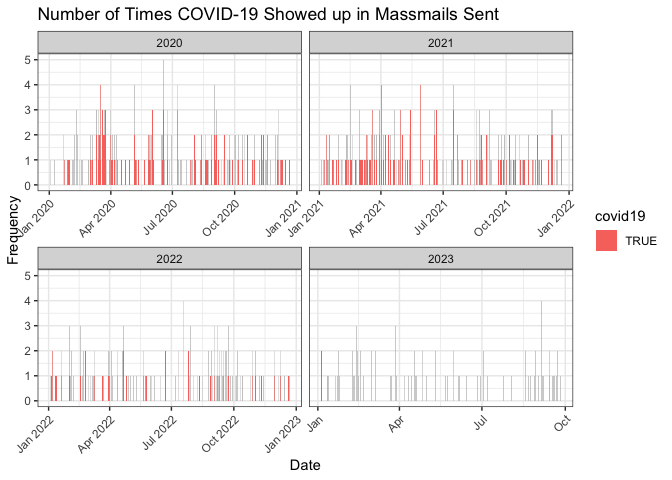 Number of Times COVID-19 Showed up in Massmails Sent
2020
2021
5
4
3
2
1
0
Jan 2020
Apr 2020
Jul 2020
Oct 2020
Jan 2021
Jan 2021
Apr 2021
Jul 2021
Oct 2021
Jan 2022
Frequency
covid19
TRUE
2022
2023
5
4
3
2
1
0
Jan 2022
Apr 2022
Jul 2022
Oct 2022
Jan 2023
Jan
Apr
Jul
Oct
Date